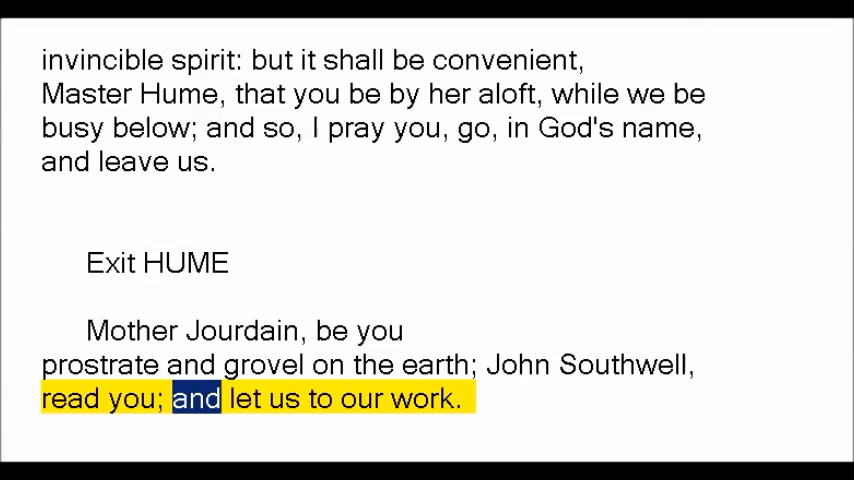 invincible spirit: but it shall be convenient,
Master Hume, that you be by her aloft, while we be
busy below; and so, I pray you, go, in God's name,
and leave us.
Exit HUME
Mother Jourdain, be you
prostrate and grovel on the earth; John Southwell,
read you; and let us to our work.